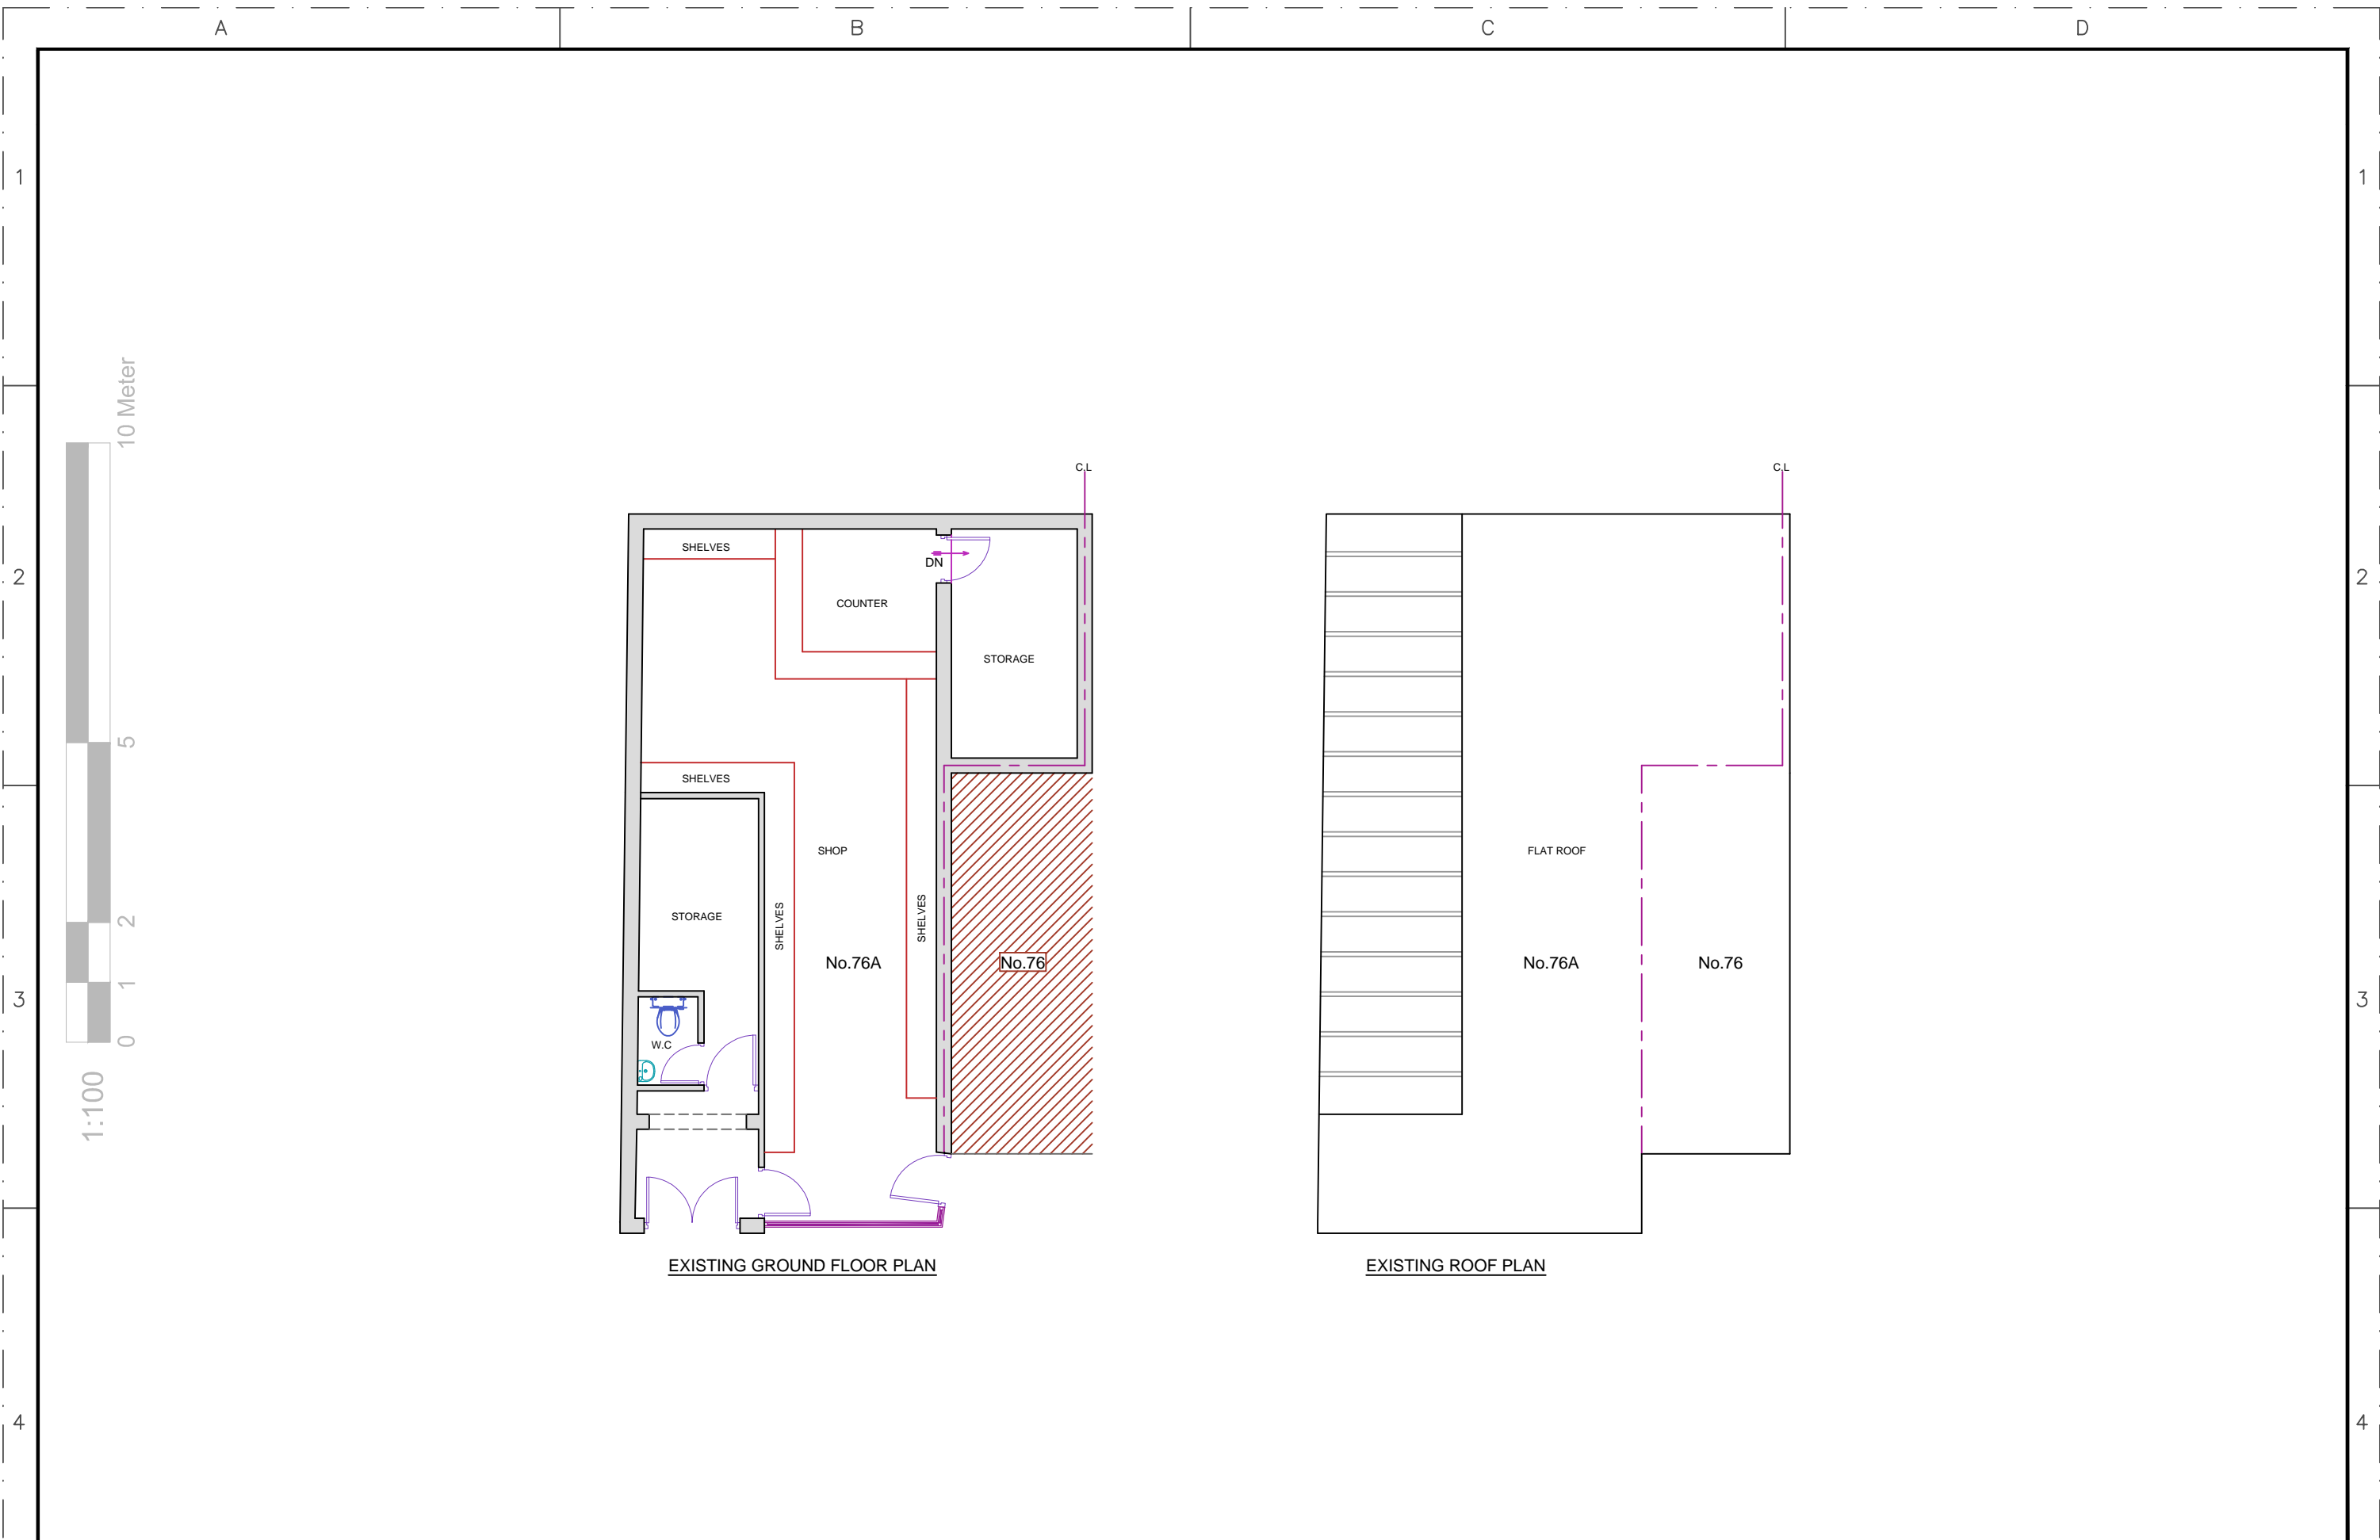 A
B
C
D
1
1
10 Meter
C.L
C.L
SHELVES
DN
2
2
COUNTER
STORAGE
5
SHELVES
SHOP
FLAT ROOF
STORAGE
SHELVES
SHELVES
2
No.76A
No.76
No.76A
No.76
1
3
3
0
W.C
1:100
EXISTING GROUND FLOOR PLAN
EXISTING ROOF PLAN
4
4